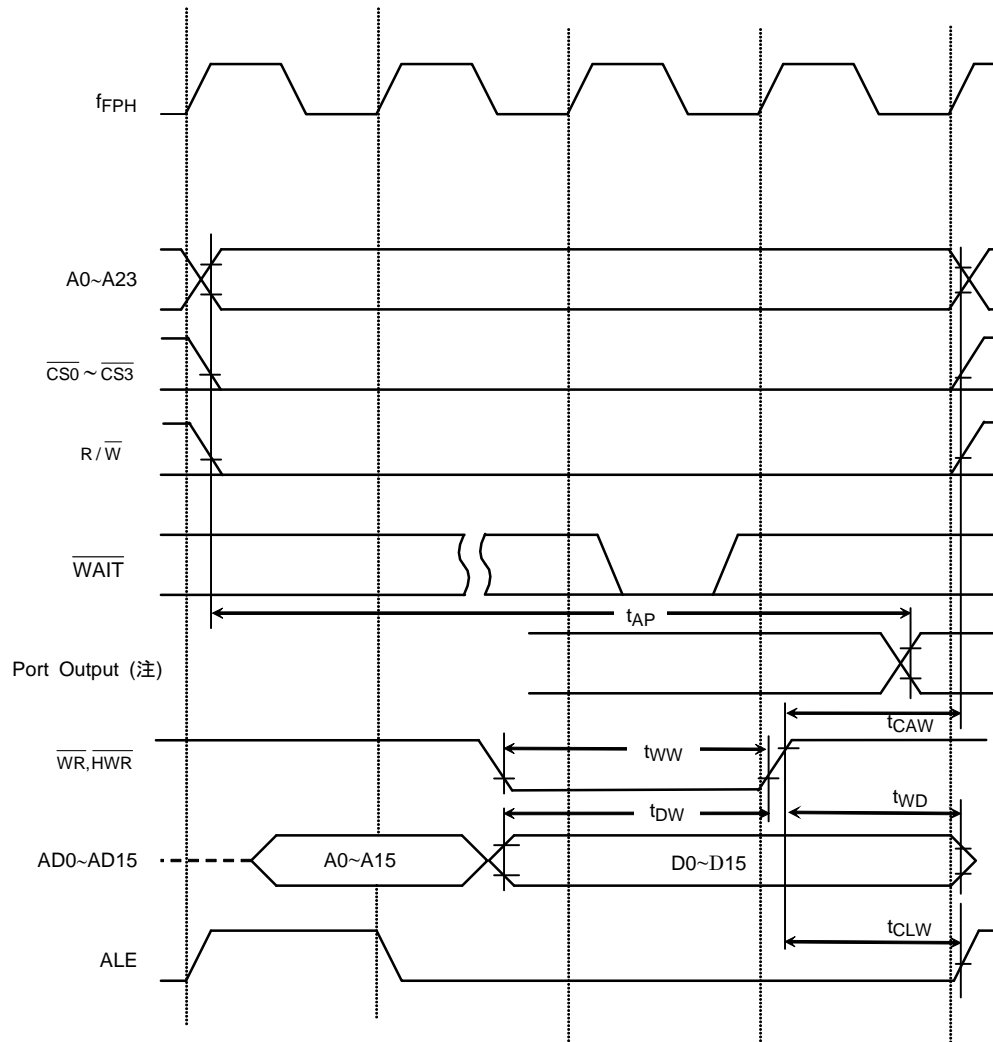 fFPH
A0~A23
CS0 ~ CS3
R / W
WAIT
tAP
Port Output (注)
tCAW
WR, HWR
tWW
tWD
tDW
AD0~AD15
A0~A15
D0~D15
tCLW
ALE